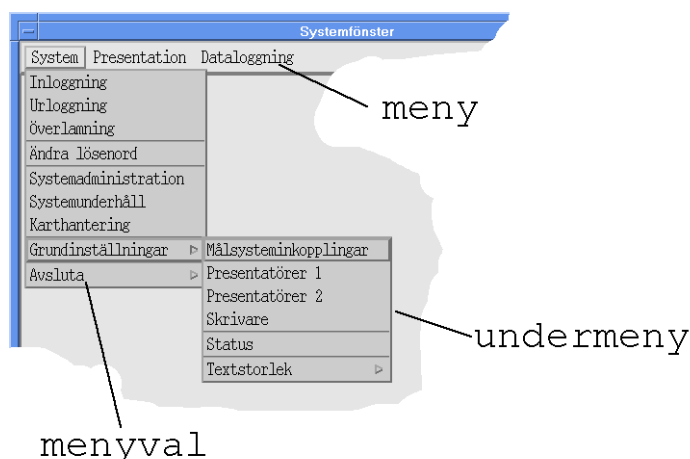 Systemfönster
System Presentation Dataloggning
Inloggning
Urloggning
Överlamning
Ändra lösenord
Systemadministration
Systemunderhåll
Karthantering
Grundinställningar
Avsluta
Målsysteminkopplingar
Presentatörer 1
Presentatörer 2
Skrivare
Status
Textstorlek
meny
undermeny
menyval